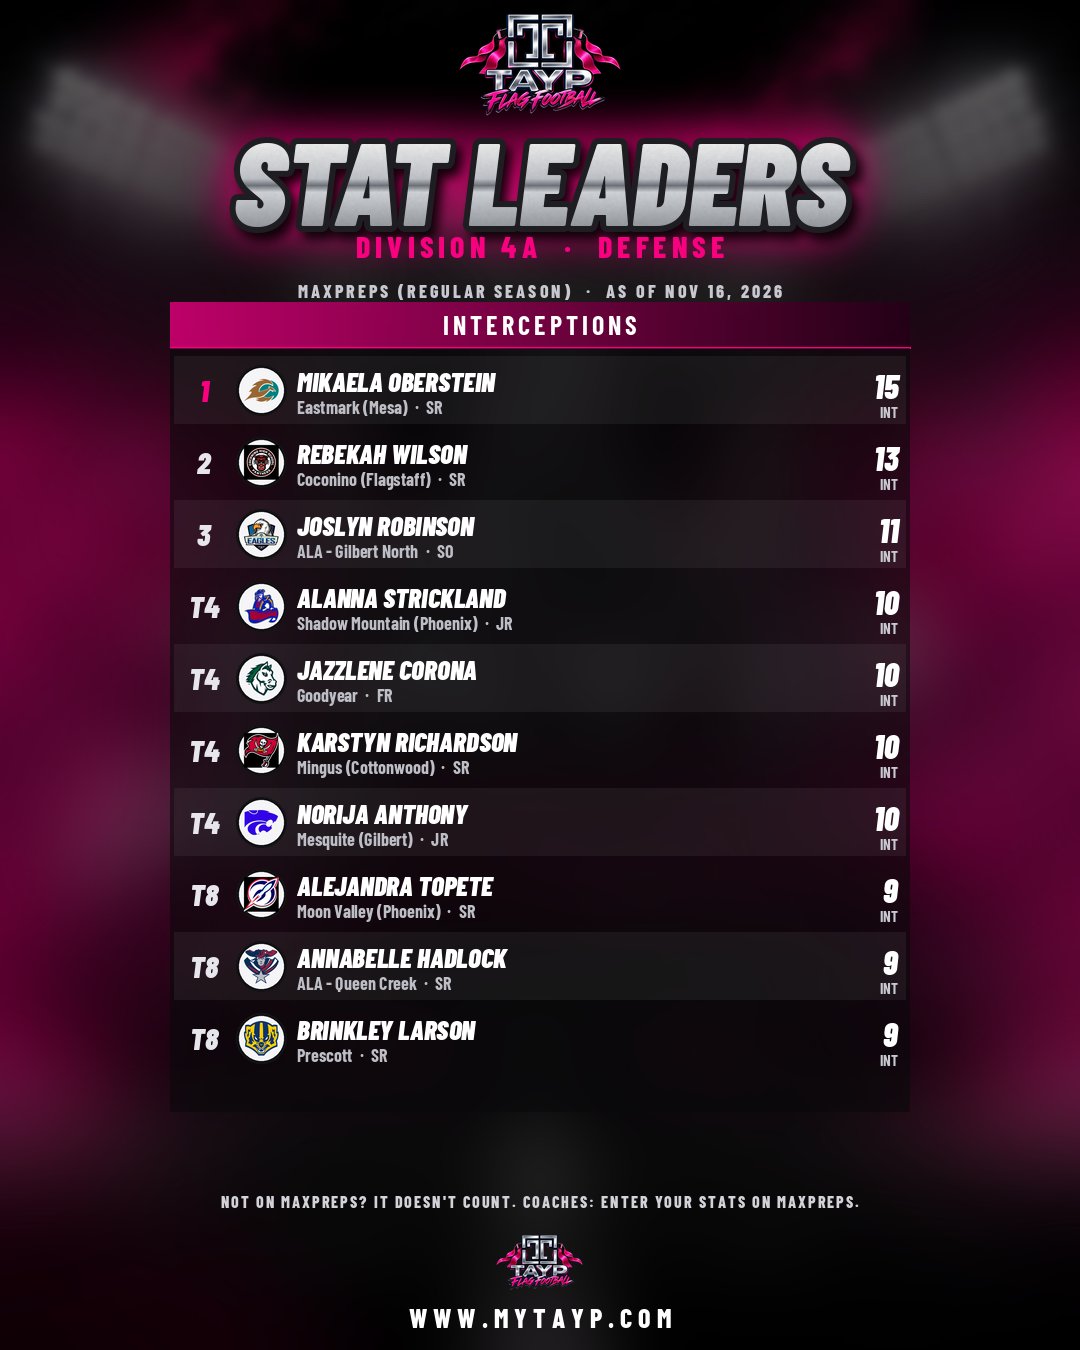 TAYP
FLAG FOOTBALL
STAT LEADERS
DIVISION 4A · DEFENSE
MAXPREPS (REGULAR SEASON) · AS OF NOV 16, 2026
INTERCEPTIONS
1 MIKAELA OBERSTEIN 15
Eastmark (Mesa) · SR INT
2 REBEKAH WILSON 13
Coconino (Flagstaff) · SR INT
3 JOSLYN ROBINSON 11
EAGLES
ALA - Gilbert North · SO INT
T4 ALANNA STRICKLAND 10
Shadow Mountain (Phoenix) · JR INT
T4 JAZZLENE CORONA 10
Goodyear · FR INT
T4 KARSTYN RICHARDSON 10
Mingus (Cottonwood) · SR INT
T4 NORIJA ANTHONY 10
Mesquite (Gilbert) · JR INT
T8 ALEJANDRA TOPETE 9
Moon Valley (Phoenix) · SR INT
T8 ANNABELLE HADLOCK 9
ALA - Queen Creek · SR INT
T8 BRINKLEY LARSON 9
Prescott · SR INT
NOT ON MAXPREPS? IT DOESN'T COUNT. COACHES: ENTER YOUR STATS ON MAXPREPS.
TAYP
FLAG FOOTBALL
WWW.MYTAYP.COM